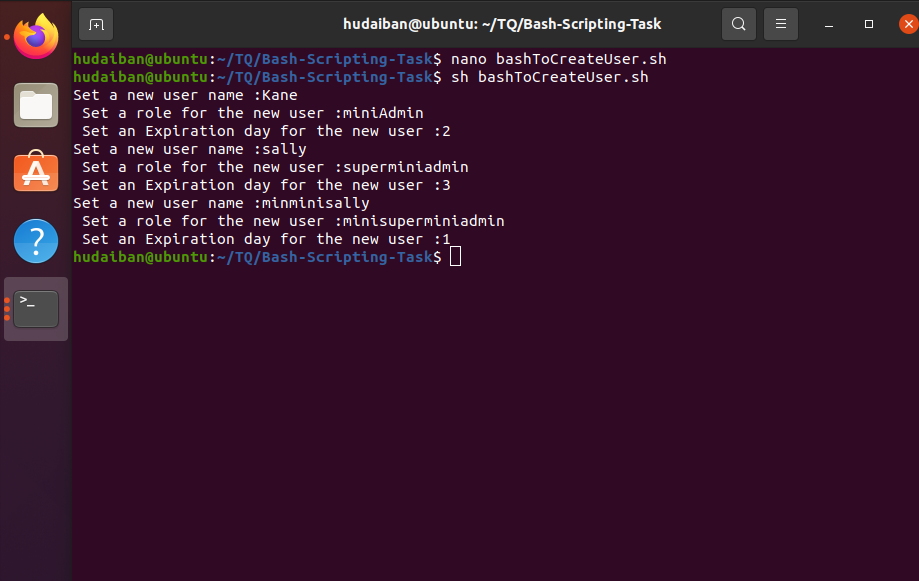 hudaiban@ubuntu: ~/TQ/Bash-Scripting-Task
hudaiban@ubuntu:~/TQ/Bash-Scripting-Task$ nano bashToCreateUser.sh
hudaiban@ubuntu:~/TQ/Bash-Scripting-Task$ sh bashToCreateUser.sh
Set a new user name :Kane
 Set a role for the new user :miniAdmin
 Set an Expiration day for the new user :2
Set a new user name :sally
 Set a role for the new user :superminiadmin
 Set an Expiration day for the new user :3
Set a new user name :minminisally
 Set a role for the new user :minisuperminiadmin
 Set an Expiration day for the new user :1
hudaiban@ubuntu:~/TQ/Bash-Scripting-Task$